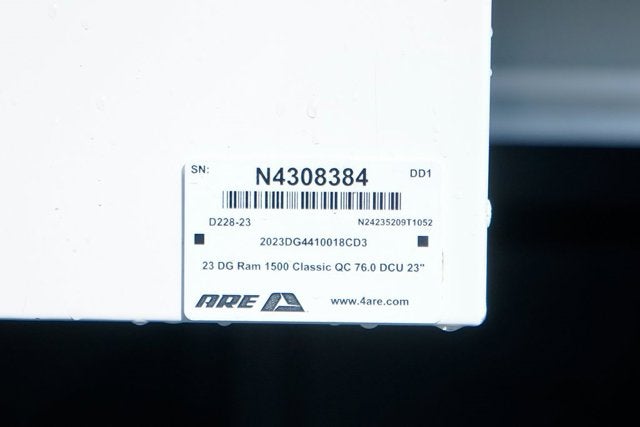 SN: N4308384 DD1
D228-23 N24235209T1052
2023DG4410018CD3
23 DG Ram 1500 Classic QC 76.0 DCU 23"
ARE www.4are.com